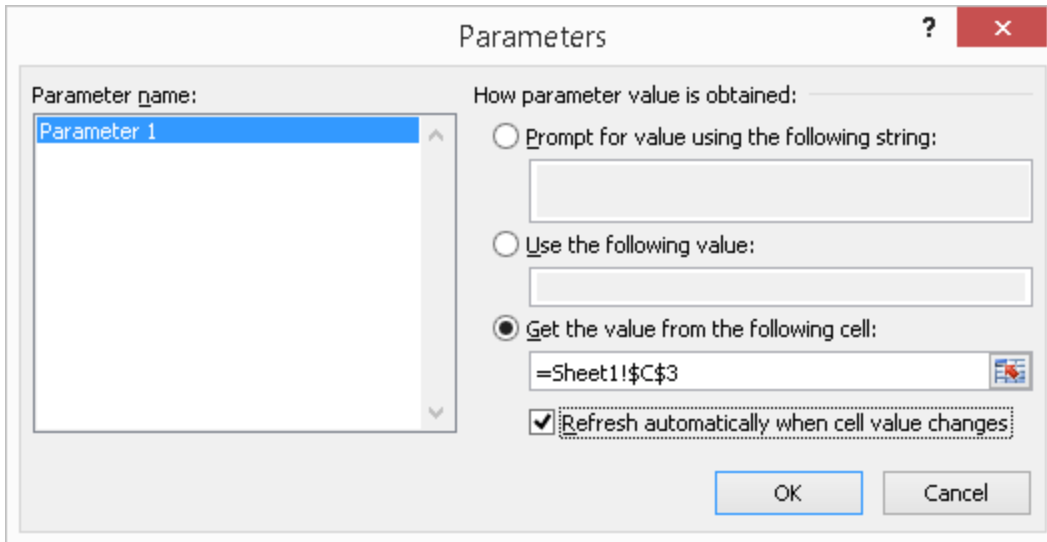 Parameters
?
Parameter name:
Parameter 1
How parameter value is obtained:
Prompt for value using the following string:
Use the following value:
Get the value from the following cell:
=Sheet1!$C$3
Refresh automatically when cell value changes
OK
Cancel